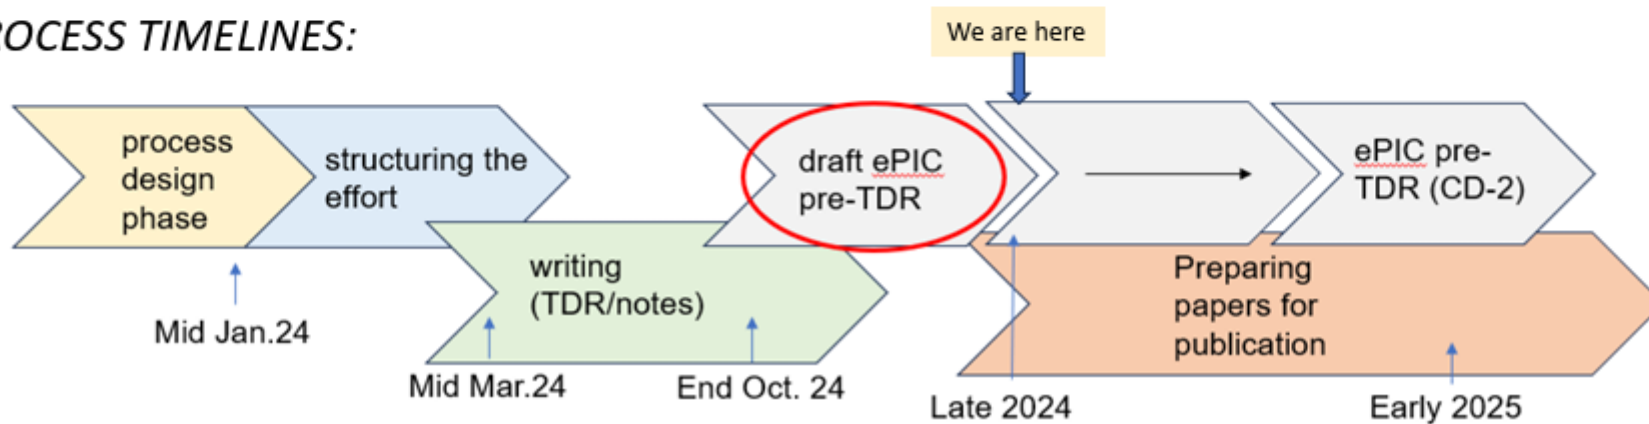 ROCESS TIMELINES:
We are here
process
design
phase
structuring the
effort
draft ePIC
pre-TDR
ePIC pre-
TDR (CD-2)
writing
(TDR/notes)
Preparing
papers for
publication
Mid Jan.24
Mid Mar.24
End Oct. 24
Late 2024
Early 2025